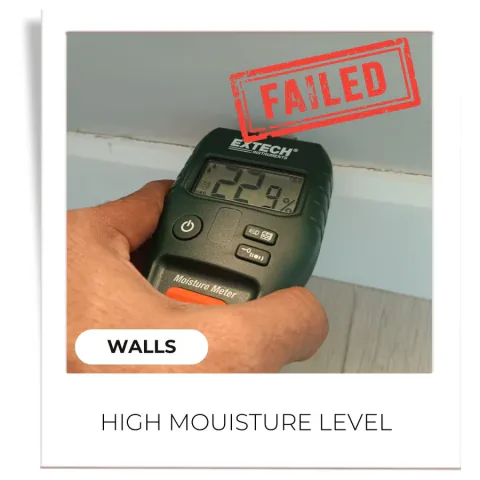 FAILED
EXTECH®
INSTRUMENTS
22.9%
Moisture Meter
WALLS
HIGH MOUISTURE LEVEL